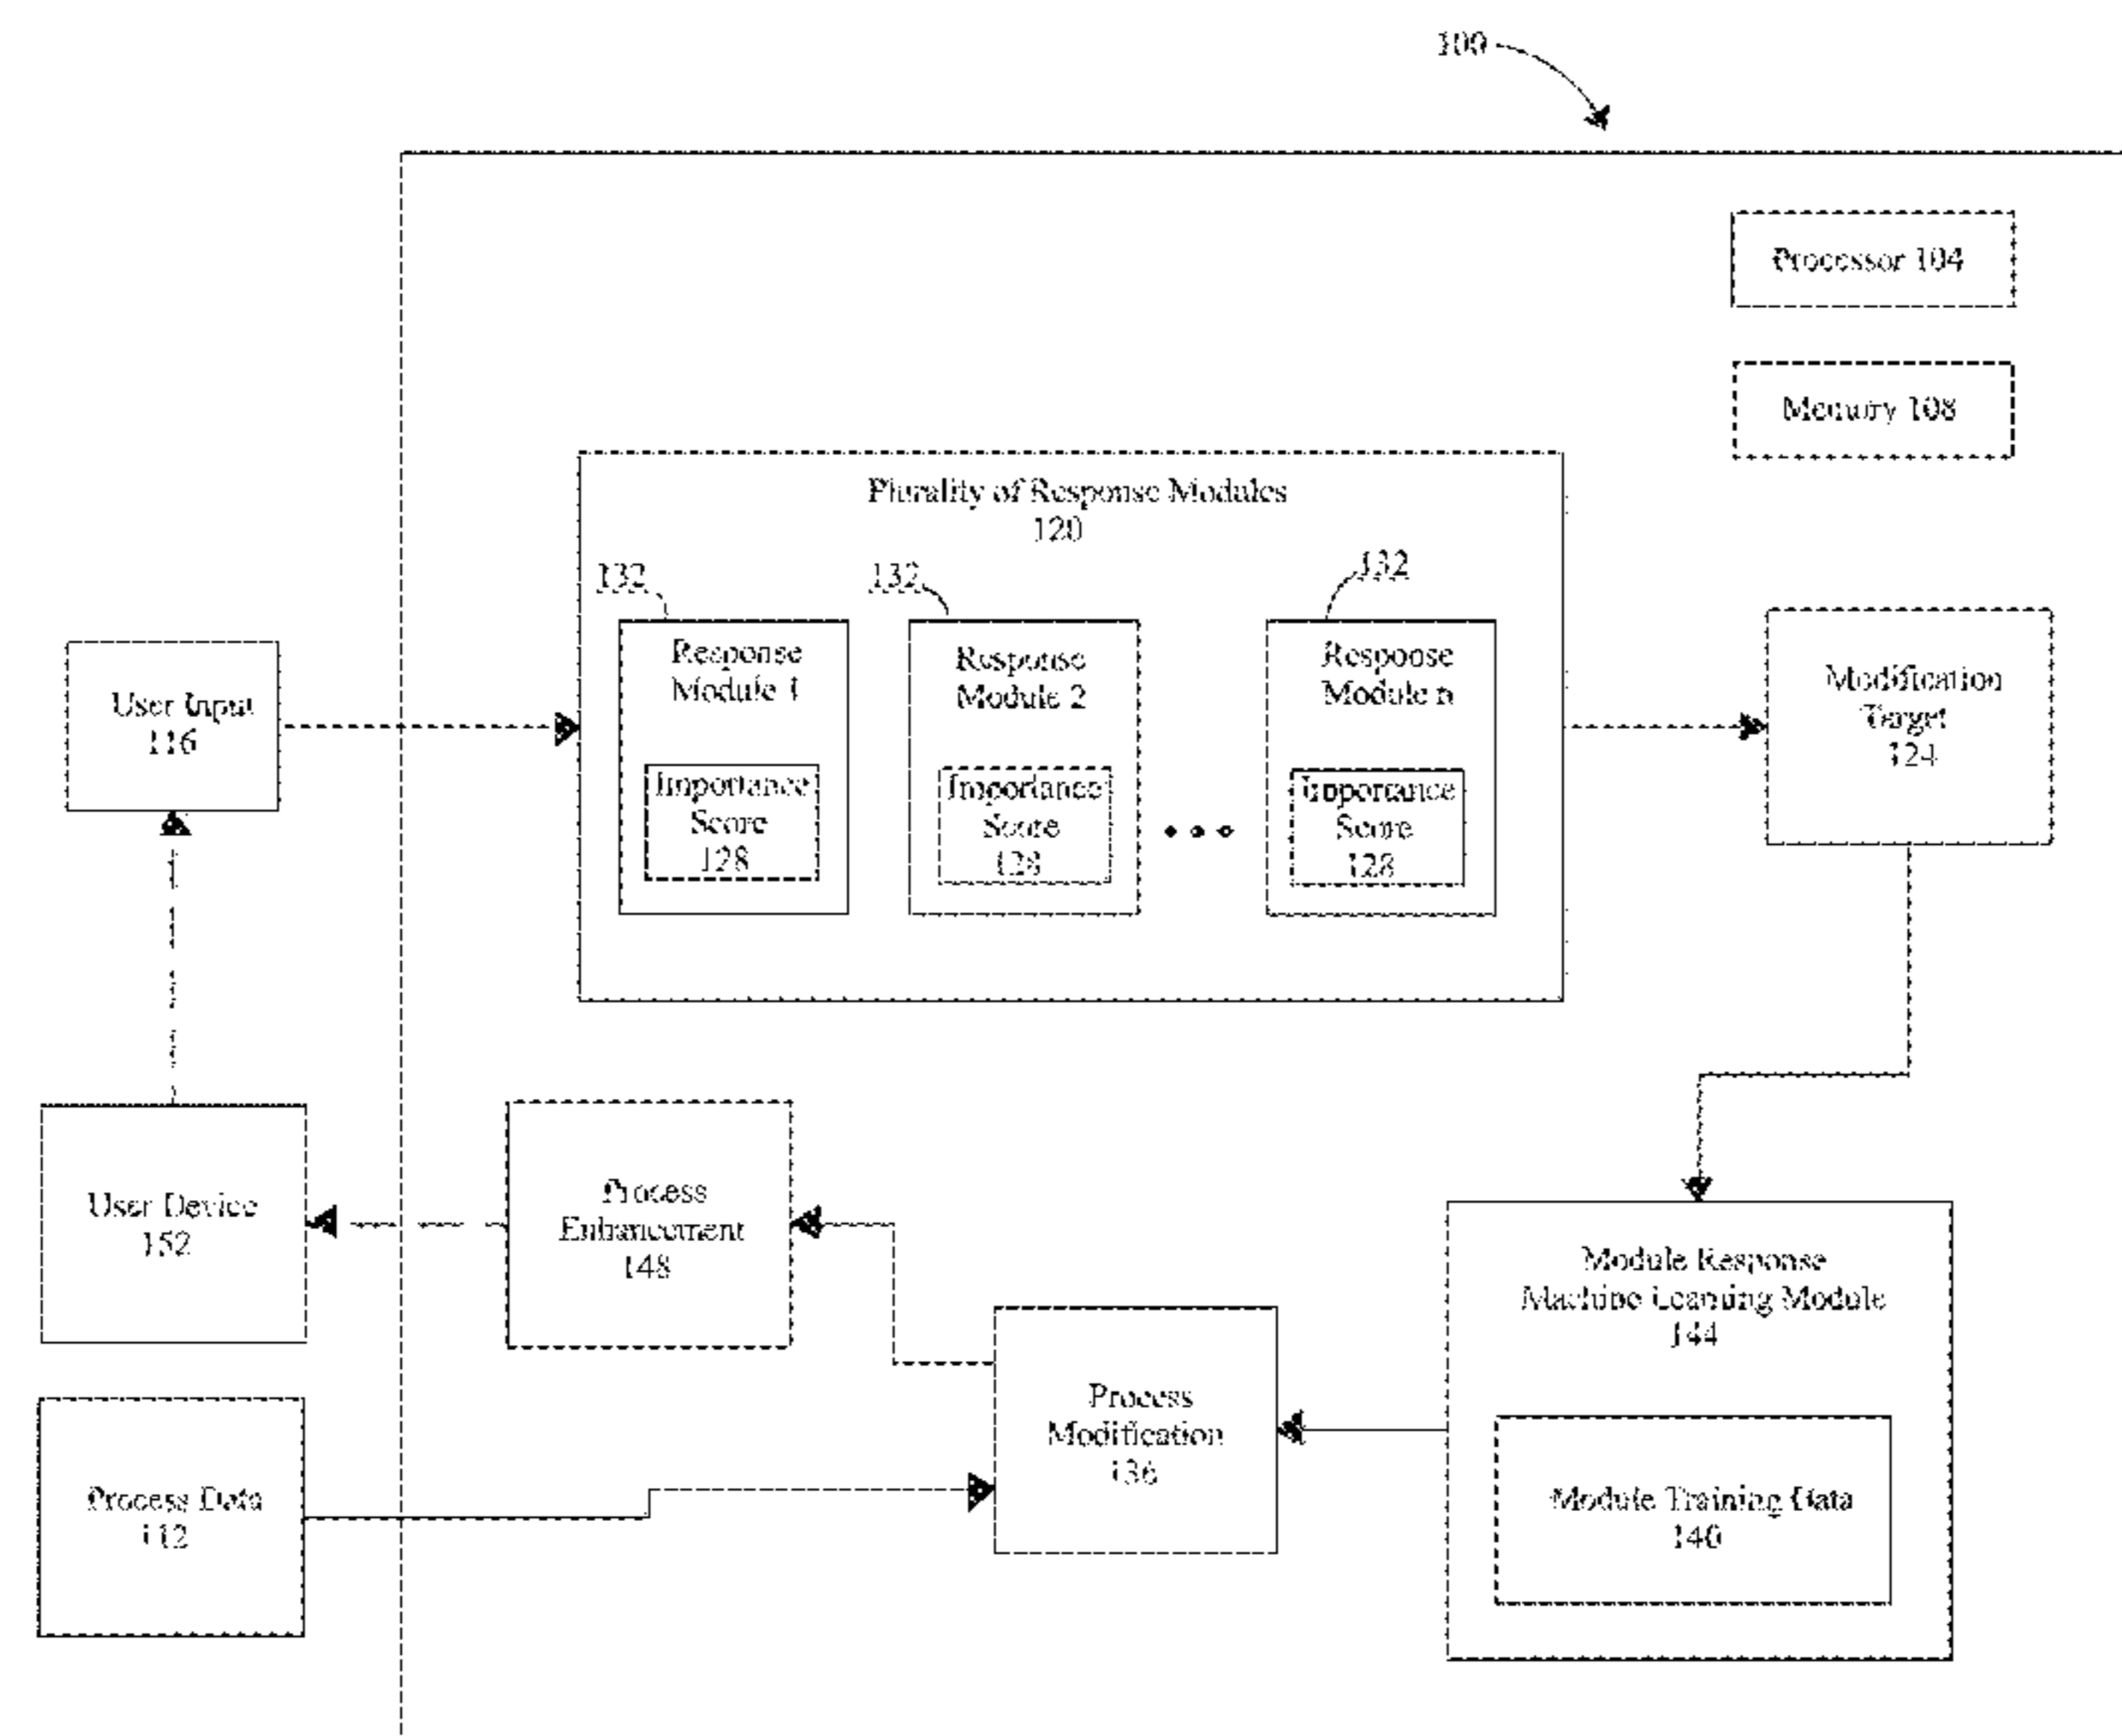 100
Processor 104
Memory 108
Plurality of Response Modules
120
132
132
132
Response
Module 1
Importance
Score
128
Response
Module 2
Importance
Score
128
Response
Module n
Importance
Score
128
User Input
116
Modification
Target
124
User Device
152
Process
Enhancement
148
Module Response
Machine Learning Module
144
Process
Modification
136
Process Data
112
Module Training Data
140